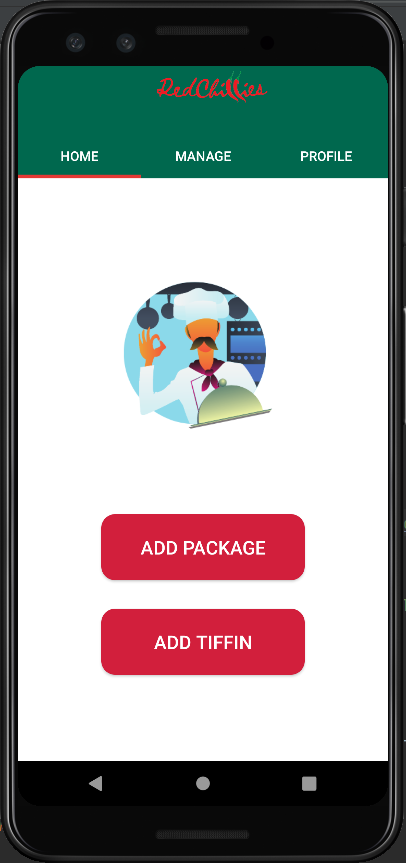 RedChillies
HOME MANAGE PROFILE
ADD PACKAGE
ADD TIFFIN